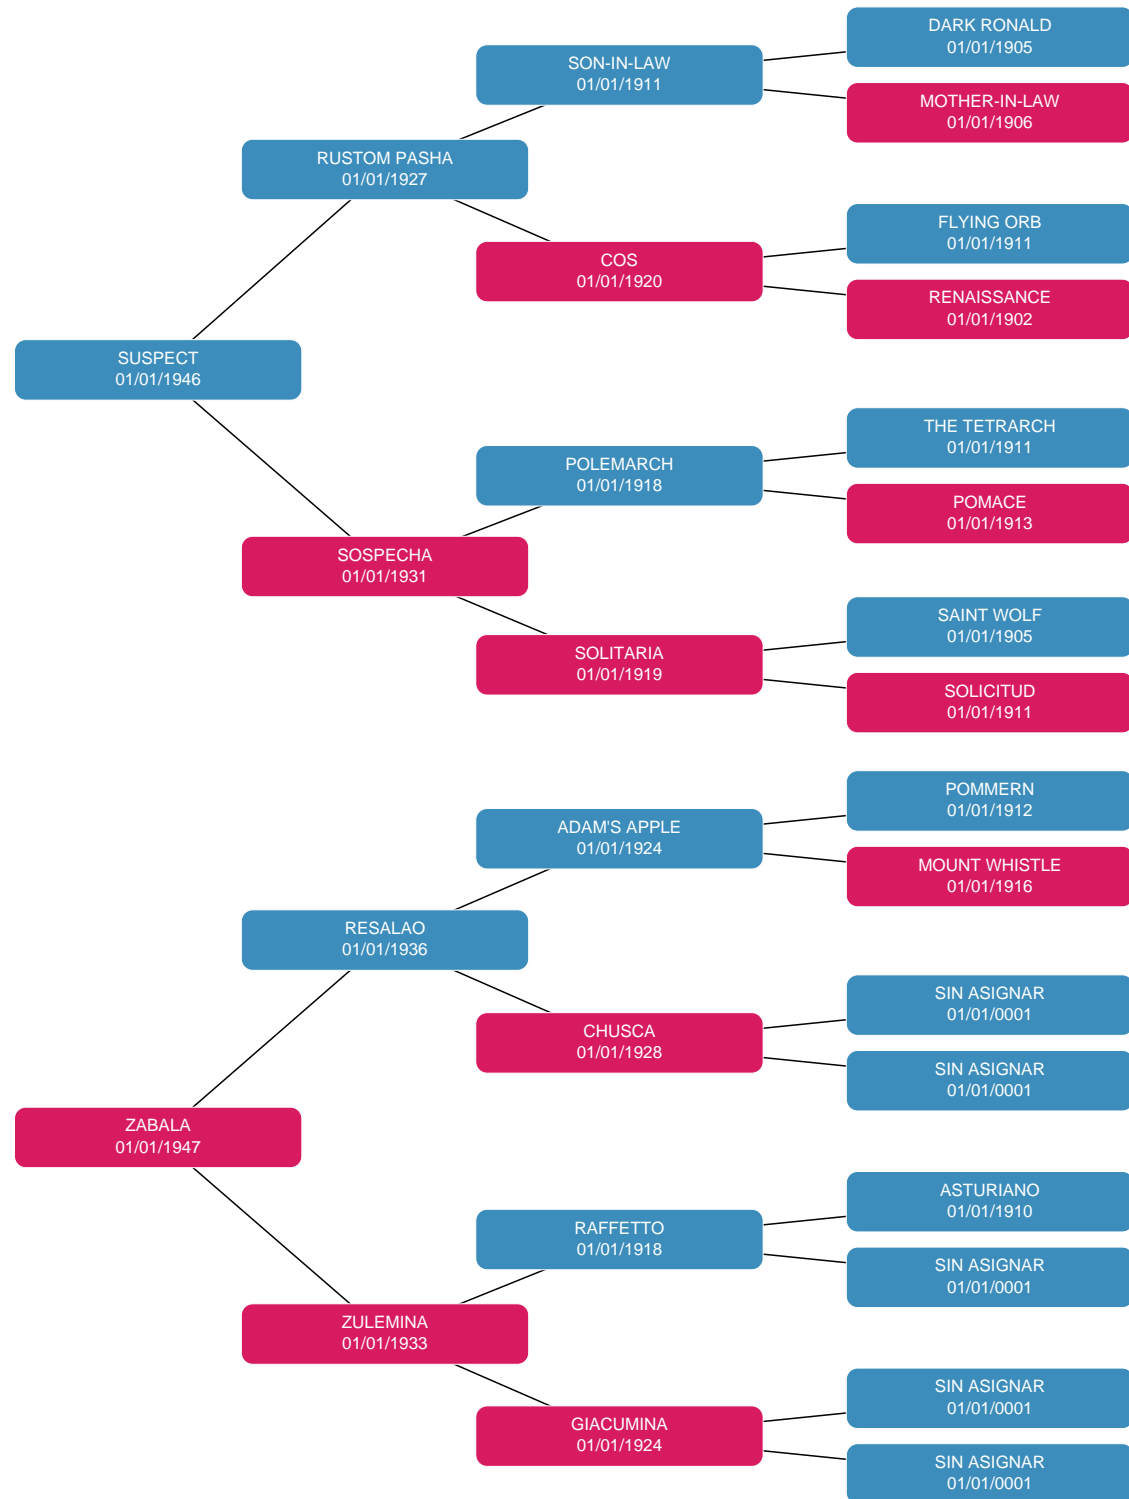 DARK RONALD
01/01/1905
SON-IN-LAW
01/01/1911
MOTHER-IN-LAW
01/01/1906
RUSTOM PASHA
01/01/1927
FLYING ORB
01/01/1911
COS
01/01/1920
RENAISSANCE
01/01/1902
SUSPECT
01/01/1946
THE TETRARCH
01/01/1911
POLEMARCH
01/01/1918
POMACE
01/01/1913
SOSPECHA
01/01/1931
SAINT WOLF
01/01/1905
SOLITARIA
01/01/1919
SOLICITUD
01/01/1911
POMMERN
01/01/1912
ADAM'S APPLE
01/01/1924
MOUNT WHISTLE
01/01/1916
RESALAO
01/01/1936
SIN ASIGNAR
01/01/0001
CHUSCA
01/01/1928
SIN ASIGNAR
01/01/0001
ZABALA
01/01/1947
ASTURIANO
01/01/1910
RAFFETTO
01/01/1918
SIN ASIGNAR
01/01/0001
ZULEMINA
01/01/1933
SIN ASIGNAR
01/01/0001
GIACUMINA
01/01/1924
SIN ASIGNAR
01/01/0001